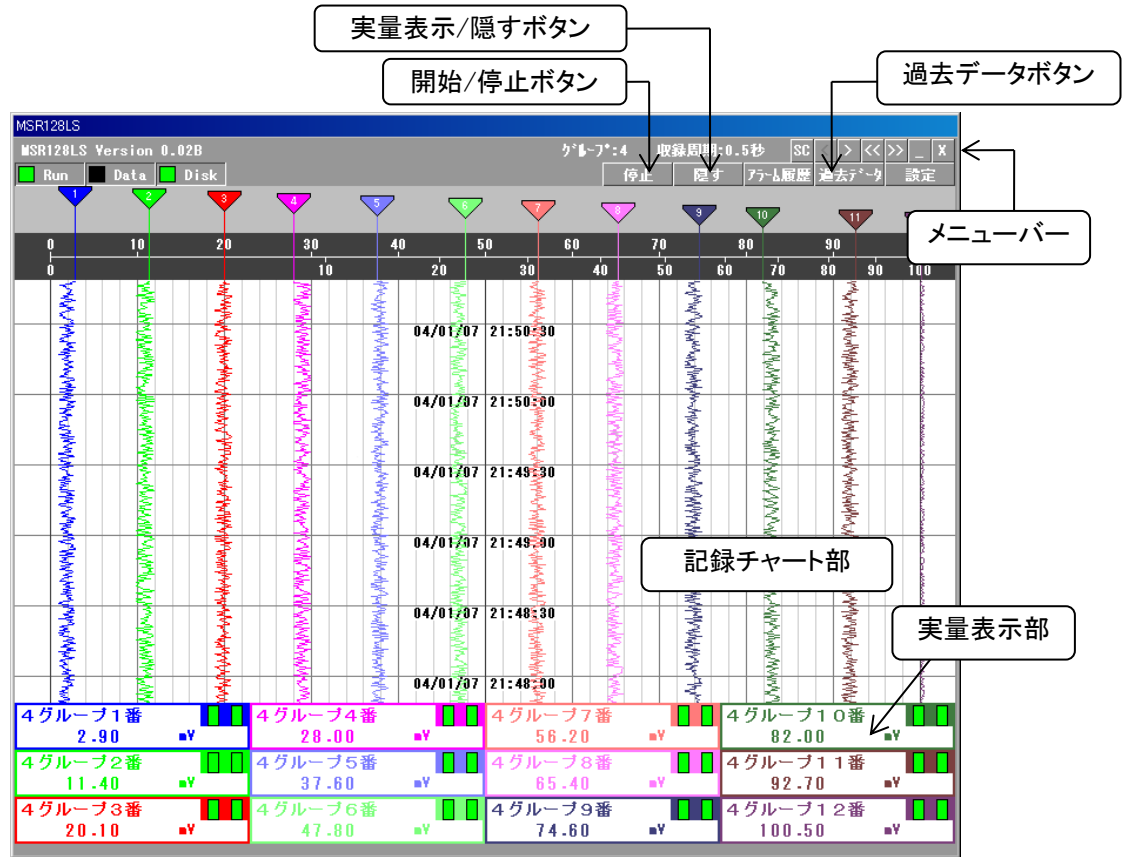 実量表示/隠すボタン
開始/停止ボタン
過去データボタン
MSR128LS
MSR128LS Version 0.02B
ｸﾞﾙｰﾌﾟ:4 収録周期:0.5秒 SC < > << >> _ X
Run Data Disk 停止 隠す ｱﾗｰﾑ履歴 過去ﾃﾞｰﾀ 設定
メニューバー
1 2 3 4 5 6 7 8 9 10 11
0 10 20 30 40 50 60 70 80 90
0 10 20 30 40 50 60 70 80 90 100
04/01/07 21:50:30
04/01/07 21:50:00
04/01/07 21:49:30
04/01/07 21:49:00
記録チャート部
04/01/07 21:48:30
実量表示部
04/01/07 21:48:00
4グループ1番 4グループ4番 4グループ7番 4グループ10番
2.90 mV 28.00 mV 56.20 mV 82.00 mV
4グループ2番 4グループ5番 4グループ8番 4グループ11番
11.40 mV 37.60 mV 65.40 mV 92.70 mV
4グループ3番 4グループ6番 4グループ9番 4グループ12番
20.10 mV 47.80 mV 74.60 mV 100.50 mV